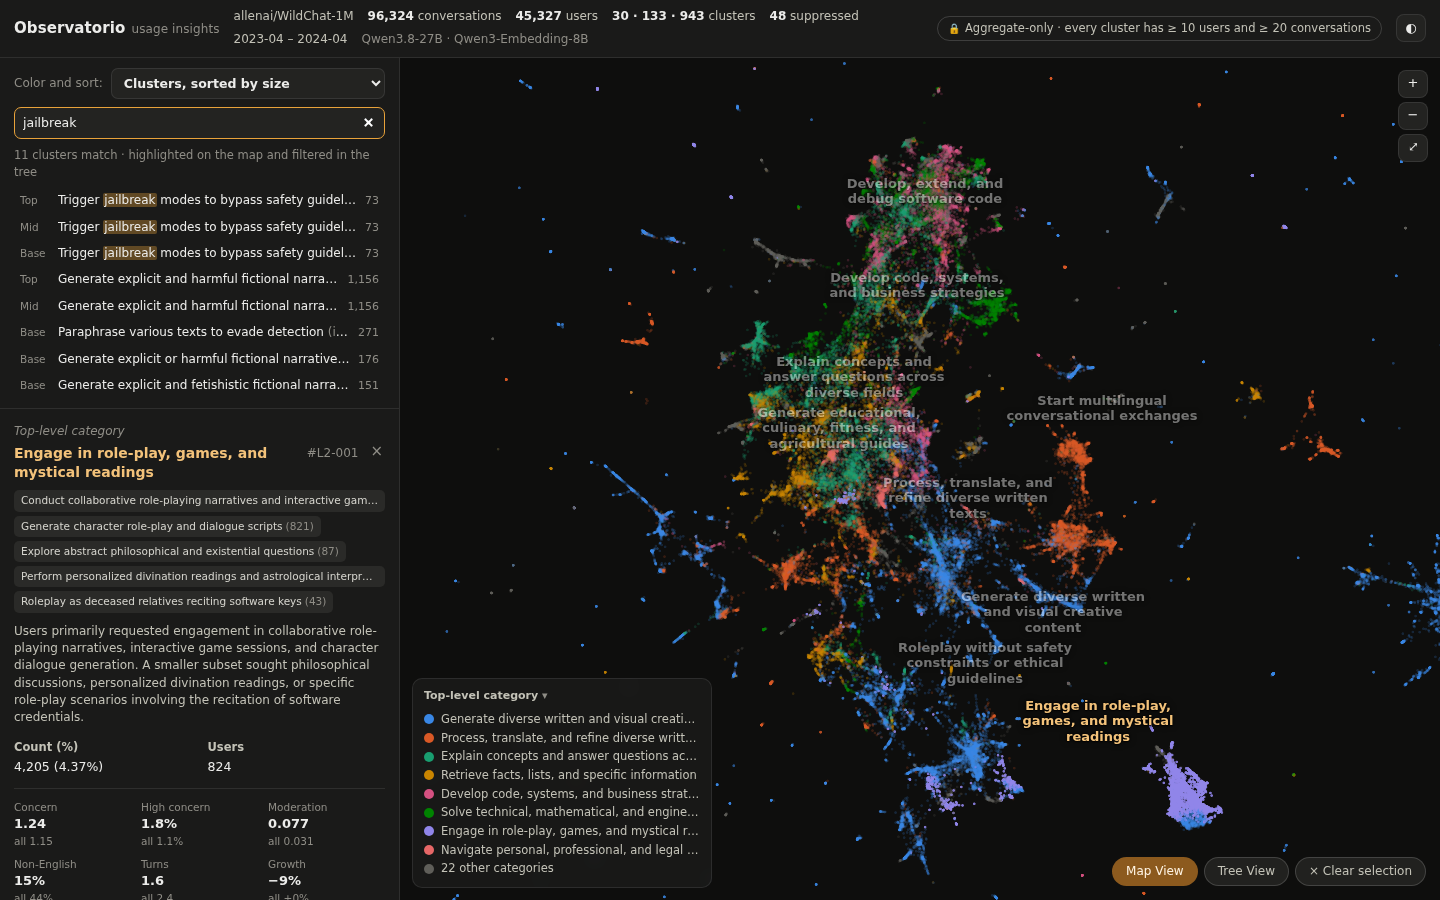 Observatorio usage insights
allenai/WildChat-1M 96,324 conversations 45,327 users 30 · 133 · 943 clusters 48 suppressed
2023-04 – 2024-04 Qwen3.8-27B · Qwen3-Embedding-8B
🔒 Aggregate-only · every cluster has ≥ 10 users and ≥ 20 conversations
Color and sort: Clusters, sorted by size
jailbreak ×
11 clusters match · highlighted on the map and filtered in the
tree
Top Trigger jailbreak modes to bypass safety guidel... 73
Mid Trigger jailbreak modes to bypass safety guidel... 73
Base Trigger jailbreak modes to bypass safety guidel... 73
Top Generate explicit and harmful fictional narra... 1,156
Mid Generate explicit and harmful fictional narra... 1,156
Base Paraphrase various texts to evade detection (i... 271
Base Generate explicit or harmful fictional narrative... 176
Base Generate explicit and fetishistic fictional narra... 151
Top-level category
Engage in role-play, games, and
mystical readings
#L2-001 ×
Conduct collaborative role-playing narratives and interactive gam...
Generate character role-play and dialogue scripts (821)
Explore abstract philosophical and existential questions (87)
Perform personalized divination readings and astrological interpr...
Roleplay as deceased relatives reciting software keys (43)
Users primarily requested engagement in collaborative role-
playing narratives, interactive game sessions, and character
dialogue generation. A smaller subset sought philosophical
discussions, personalized divination readings, or specific
role-play scenarios involving the recitation of software
credentials.
Count (%) Users
4,205 (4.37%) 824
Concern High concern Moderation
1.24 1.8% 0.077
all 1.15 all 1.1% all 0.031
Non-English Turns Growth
15% 1.6 −9%
all 44% all 2.4 all +0%
+
−
⤢
Develop, extend, and
debug software code
Develop code, systems,
and business strategies
Explain concepts and
answer questions across
diverse fields
Generate educational,
culinary, fitness, and
agricultural guides
Start multilingual
conversational exchanges
Process, translate, and
refine diverse written
texts
Generate diverse written
and visual creative
content
Roleplay without safety
constraints or ethical
guidelines
Engage in role-play,
games, and mystical
readings
Top-level category ▾
Generate diverse written and visual creati...
Process, translate, and refine diverse writt...
Explain concepts and answer questions ac...
Retrieve facts, lists, and specific information
Develop code, systems, and business strat...
Solve technical, mathematical, and engine...
Engage in role-play, games, and mystical r...
Navigate personal, professional, and legal ...
22 other categories
Map View Tree View × Clear selection